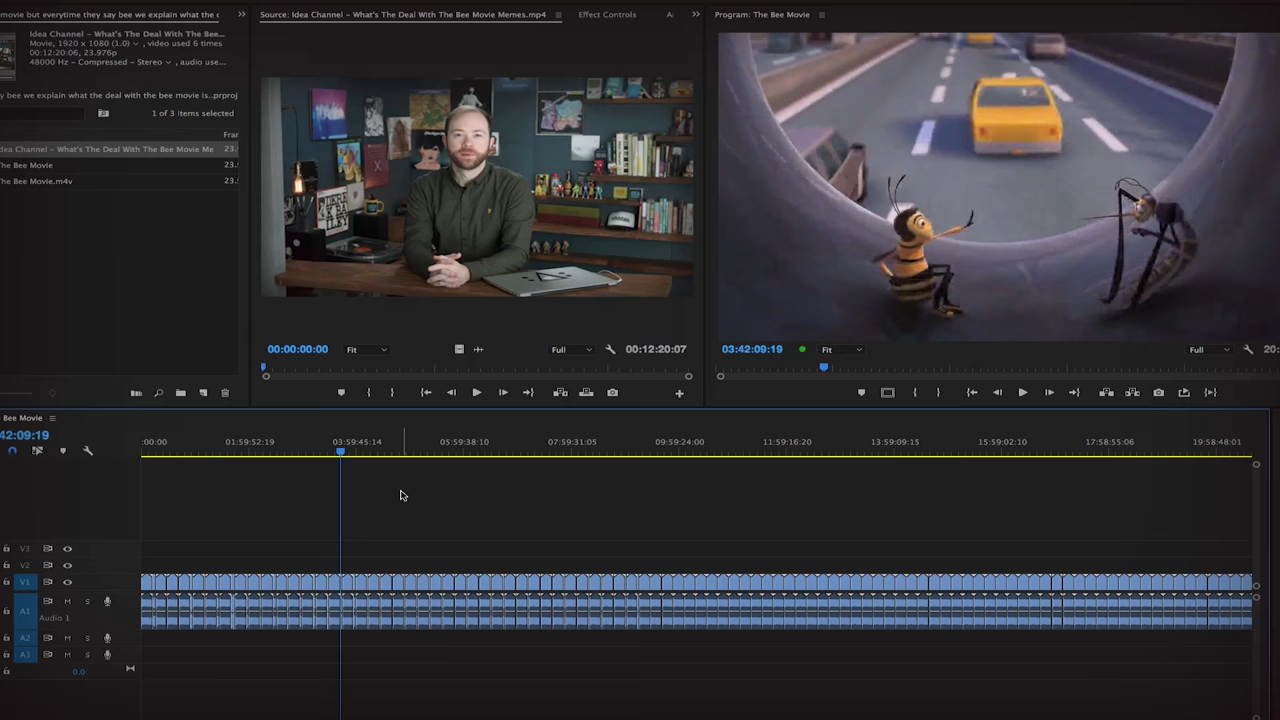 movie but everytime they say bee we explain what the
Source: Idea Channel – What's The Deal With The Bee Movie Memes.mp4
Effect Controls
Program: The Bee Movie
Idea Channel – What's The Deal With The Bee...
Movie, 1920 x 1080 (1.0)
, video used 6 times
00:12:20:06, 23.976p
48000 Hz – Compressed – Stereo
, audio use...
y bee we explain what the deal with the bee movie is..prproj
1 of 3 items selected
Fra
dea Channel – What's The Deal With The Bee Movie Me
23.
he Bee Movie
23.
he Bee Movie.m4v
23.
00:00:00:00
Fit
Full
00:12:20:07
03:42:09:19
Fit
Full
20:
Bee Movie
42:09:19
:00:00
01:59:52:19
03:59:45:14
05:59:38:10
07:59:31:05
09:59:24:00
11:59:16:20
13:59:09:15
15:59:02:10
17:58:55:06
19:58:48:01
V3
V2
V1
A1
M
S
Audio 1
A2
M
S
A3
M
S
0.0